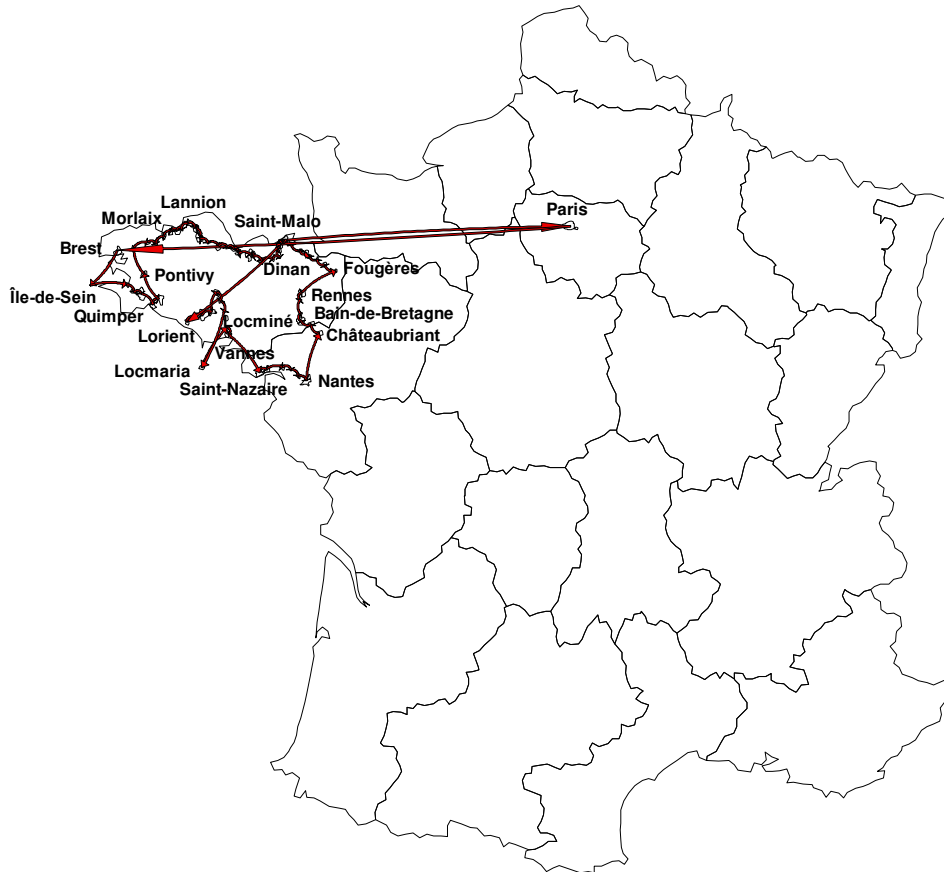 Lannion
Paris
Morlaix
Saint-Malo
Brest
Dinan
Fougères
Pontivy
Île-de-Sein
Rennes
Quimper
Bain-de-Bretagne
Locminé
Lorient
Châteaubriant
Vannes
Locmaria
Saint-Nazaire
Nantes